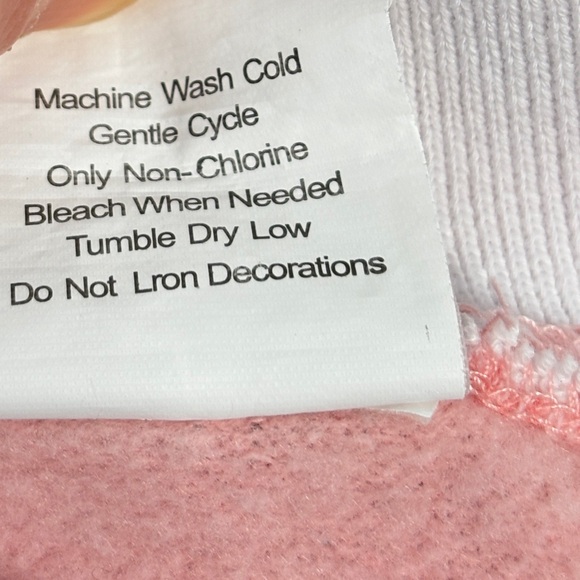 Machine Wash Cold
Gentle Cycle
Only Non-Chlorine
Bleach When Needed
Tumble Dry Low
Do Not Lron Decorations